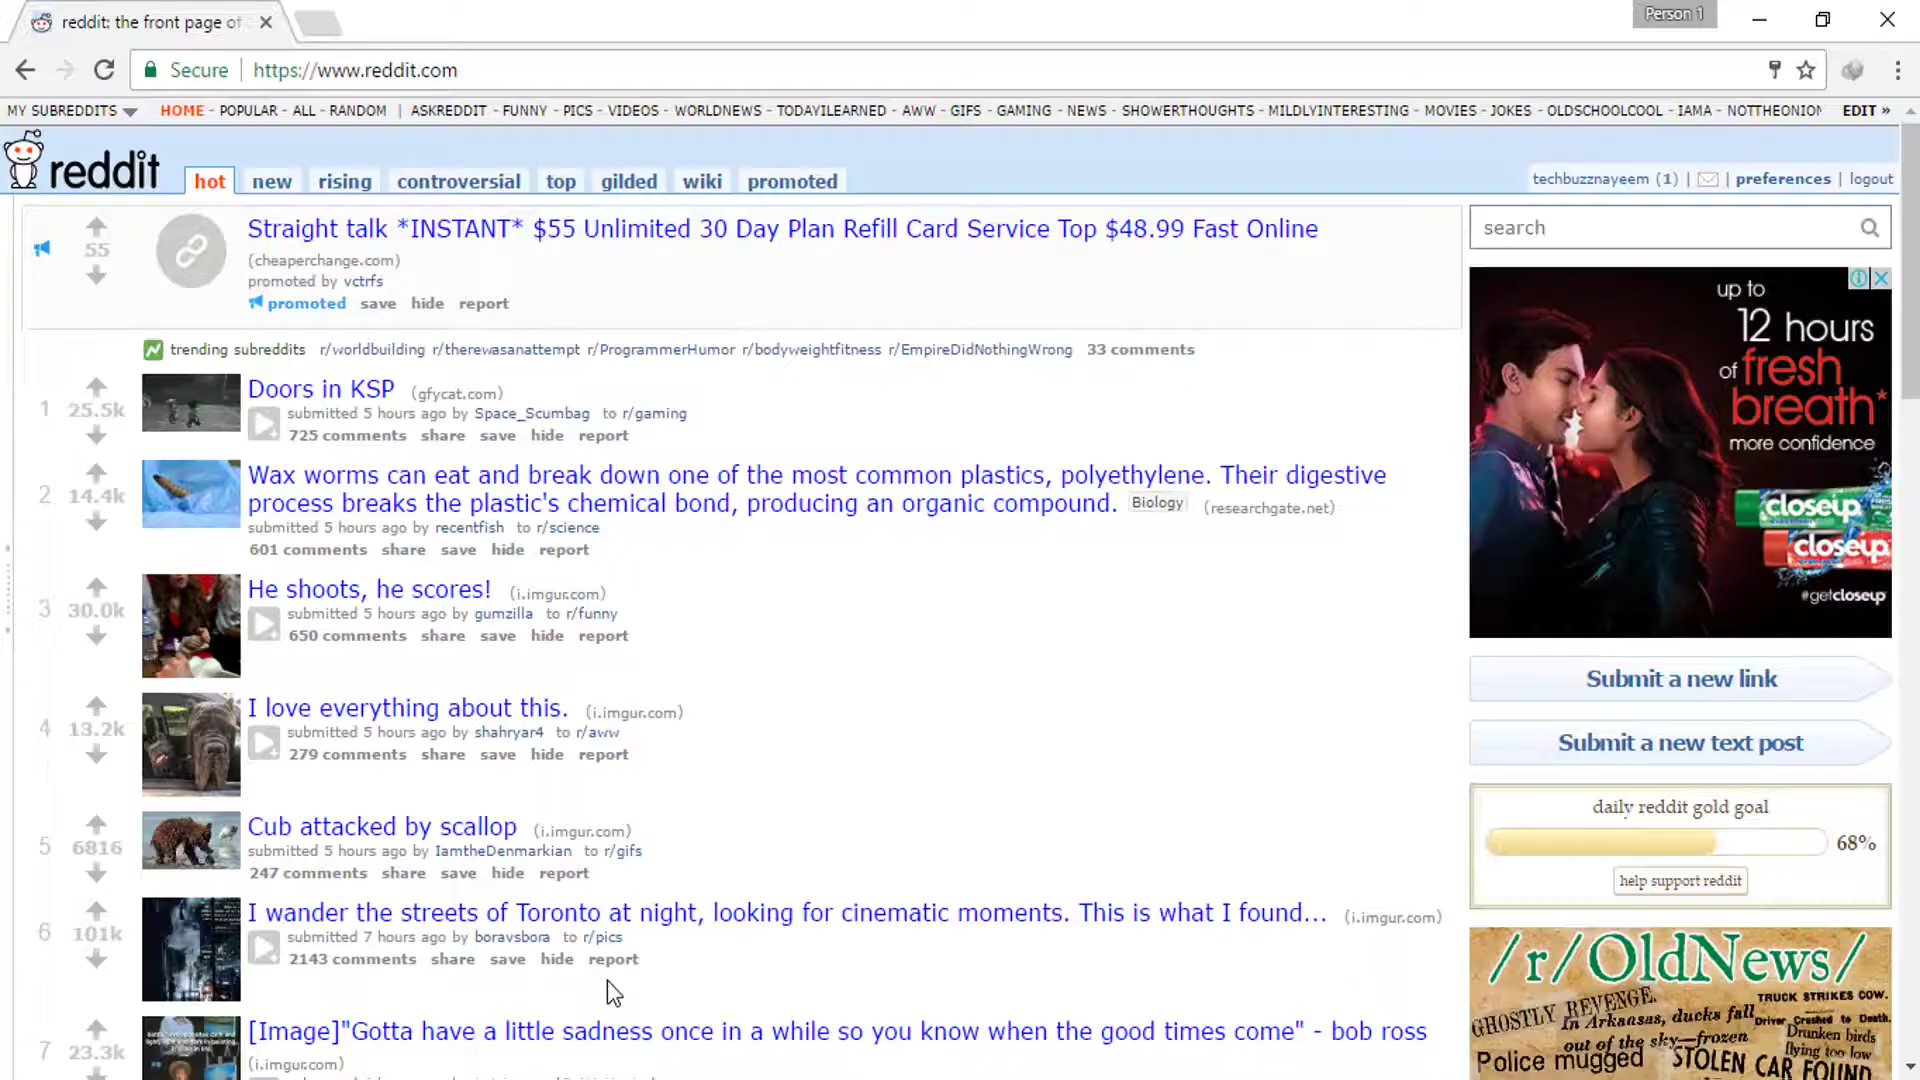 reddit: the front page of
Person 1
Secure
https://www.reddit.com
MY SUBREDDITS HOME - POPULAR - ALL - RANDOM | ASKREDDIT - FUNNY - PICS - VIDEOS - WORLDNEWS - TODAYILEARNED - AWW - GIFS - GAMING - NEWS - SHOWERTHOUGHTS - MILDLYINTERESTING - MOVIES - JOKES - OLDSCHOOLCOOL - IAMA - NOTTHEONION EDIT »
reddit hot new rising controversial top gilded wiki promoted
techbuzznayeem (1) | | preferences | logout
55
Straight talk *INSTANT* $55 Unlimited 30 Day Plan Refill Card Service Top $48.99 Fast Online
(cheaperchange.com)
promoted by vctrfs
promoted save hide report
trending subreddits r/worldbuilding r/therewasanattempt r/ProgrammerHumor r/bodyweightfitness r/EmpireDidNothingWrong 33 comments
1 25.5k
Doors in KSP (gfycat.com)
submitted 5 hours ago by Space_Scumbag to r/gaming
725 comments share save hide report
2 14.4k
Wax worms can eat and break down one of the most common plastics, polyethylene. Their digestive
process breaks the plastic's chemical bond, producing an organic compound. Biology (researchgate.net)
submitted 5 hours ago by recentfish to r/science
601 comments share save hide report
3 30.0k
He shoots, he scores! (i.imgur.com)
submitted 5 hours ago by gumzilla to r/funny
650 comments share save hide report
4 13.2k
I love everything about this. (i.imgur.com)
submitted 5 hours ago by shahryar4 to r/aww
279 comments share save hide report
5 6816
Cub attacked by scallop (i.imgur.com)
submitted 5 hours ago by IamtheDenmarkian to r/gifs
247 comments share save hide report
6 101k
I wander the streets of Toronto at night, looking for cinematic moments. This is what I found... (i.imgur.com)
submitted 7 hours ago by boravsbora to r/pics
2143 comments share save hide report
7 23.3k
[Image]"Gotta have a little sadness once in a while so you know when the good times come" - bob ross
(i.imgur.com)
search
up to
12 hours
of fresh
breath*
more confidence
closeup
closeup
#getcloseup
Submit a new link
Submit a new text post
daily reddit gold goal
68%
help support reddit
/r/OldNews/
GHOSTLY REVENGE.
TRUCK STRIKES COW.
In Arkansas, ducks fall
out of the sky—frozen
Driver Crashed to Death.
Drunken birds
flying too low
Police mugged
STOLEN CAR FOUND